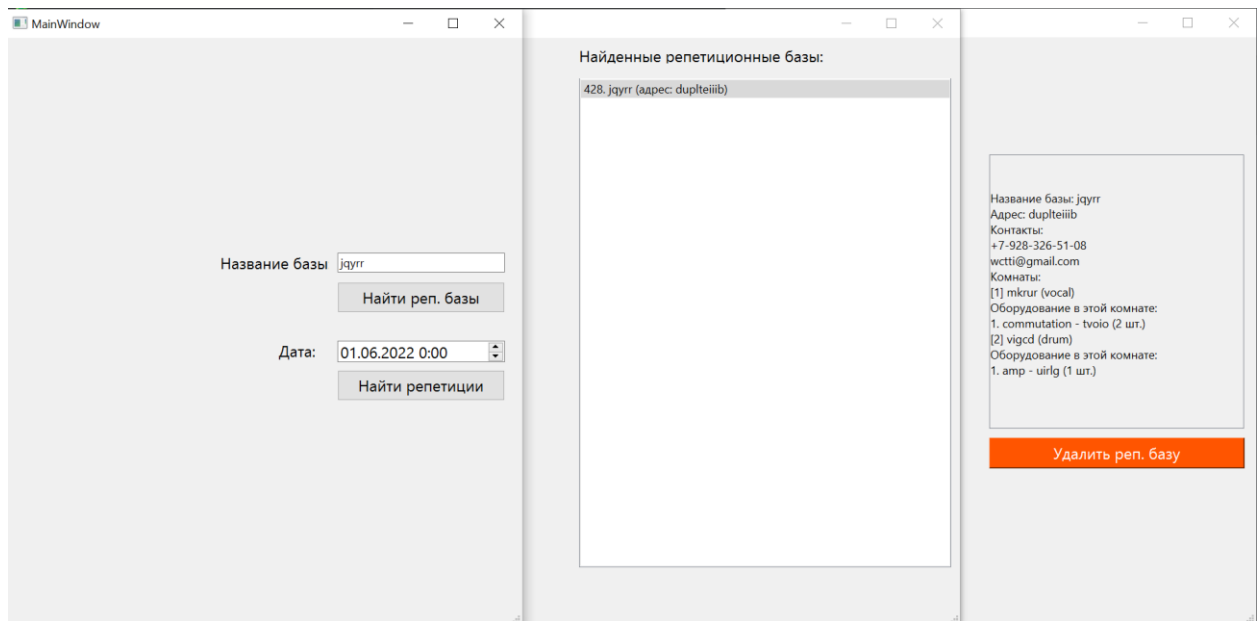 MainWindow
Название базы
jqyrr
Найти реп. базы
Дата:
01.06.2022 0:00
Найти репетиции
Найденные репетиционные базы:
428. jqyrr (адрес: duplteiiib)
Название базы: jqyrr
Адрес: duplteiiib
Контакты:
+7-928-326-51-08
wctti@gmail.com
Комнаты:
[1] mkrur (vocal)
Оборудование в этой комнате:
1. commutation - tvoio (2 шт.)
[2] vigcd (drum)
Оборудование в этой комнате:
1. amp - uirlg (1 шт.)
Удалить реп. базу